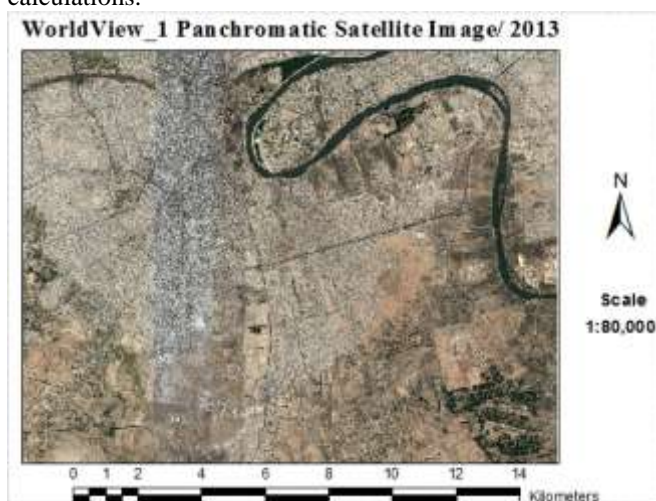 calculations.
WorldView_1 Panchromatic Satellite Image/ 2013
N
Scale
1:80,000
0 1 2 4 6 8 10 12 14
Kilometers